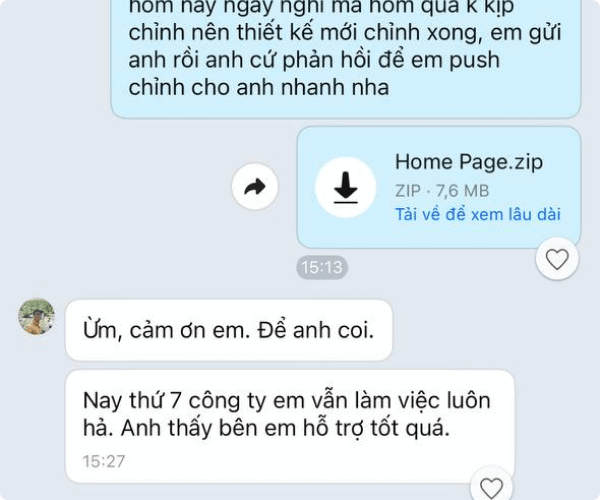 hôm nay ngày nghỉ mà hôm qua k kịp
chỉnh nên thiết kế mới chỉnh xong, em gửi
anh rồi anh cứ phản hồi để em push
chỉnh cho anh nhanh nha
Home Page.zip
ZIP · 7,6 MB
Tải về để xem lâu dài
15:13
Ừm, cảm ơn em. Để anh coi.
Nay thứ 7 công ty em vẫn làm việc luôn
hả. Anh thấy bên em hỗ trợ tốt quá.
15:27